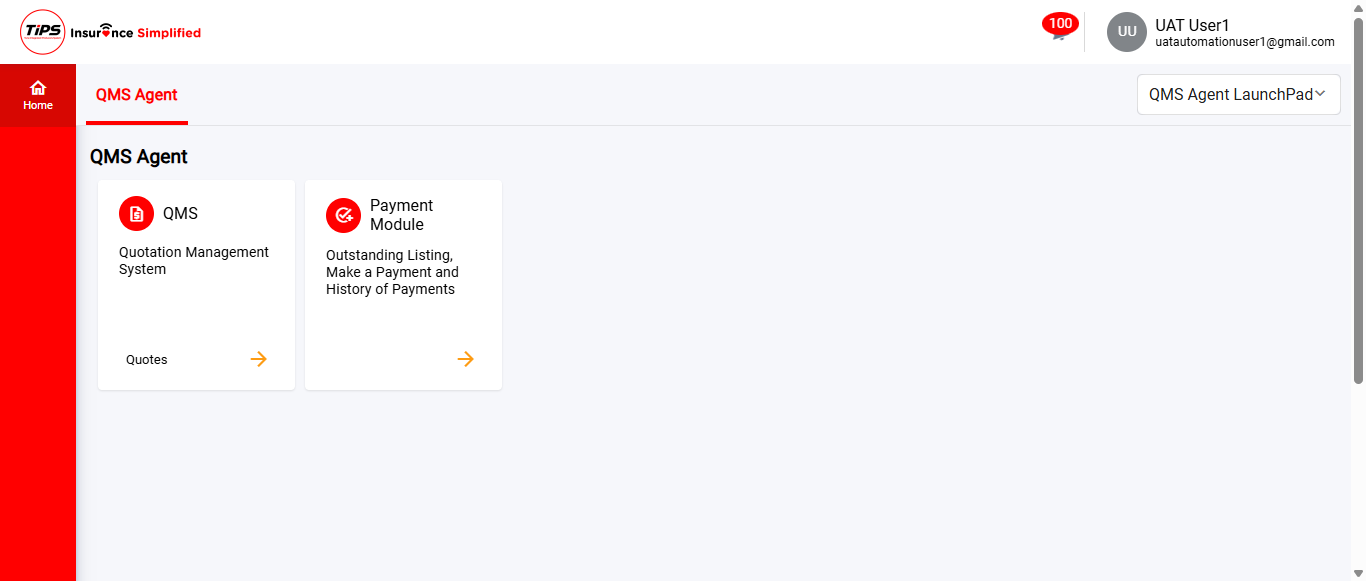 TiPS Insurance Simplified
100
UU
UAT User1
uatautomationuser1@gmail.com
Home
QMS Agent
QMS Agent LaunchPad
QMS Agent
QMS
Quotation Management
System
Quotes
Payment
Module
Outstanding Listing,
Make a Payment and
History of Payments